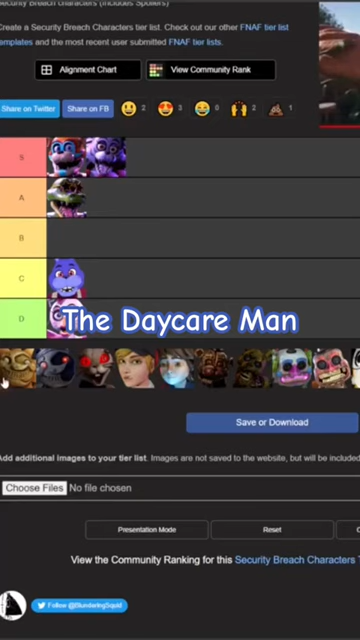 Security Breach characters (Includes Spoilers)
Create a Security Breach Characters tier list. Check out our other FNAF tier list
templates and the most recent user submitted FNAF tier lists.
Alignment Chart
View Community Rank
Share on Twitter
Share on FB
2
3
0
2
1
S
A
B
C
D
The Daycare Man
Save or Download
Add additional images to your tier list. Images are not saved to the website, but will be included
Choose Files No file chosen
Presentation Mode
Reset
View the Community Ranking for this Security Breach Characters T
Follow @BlunderingSquid